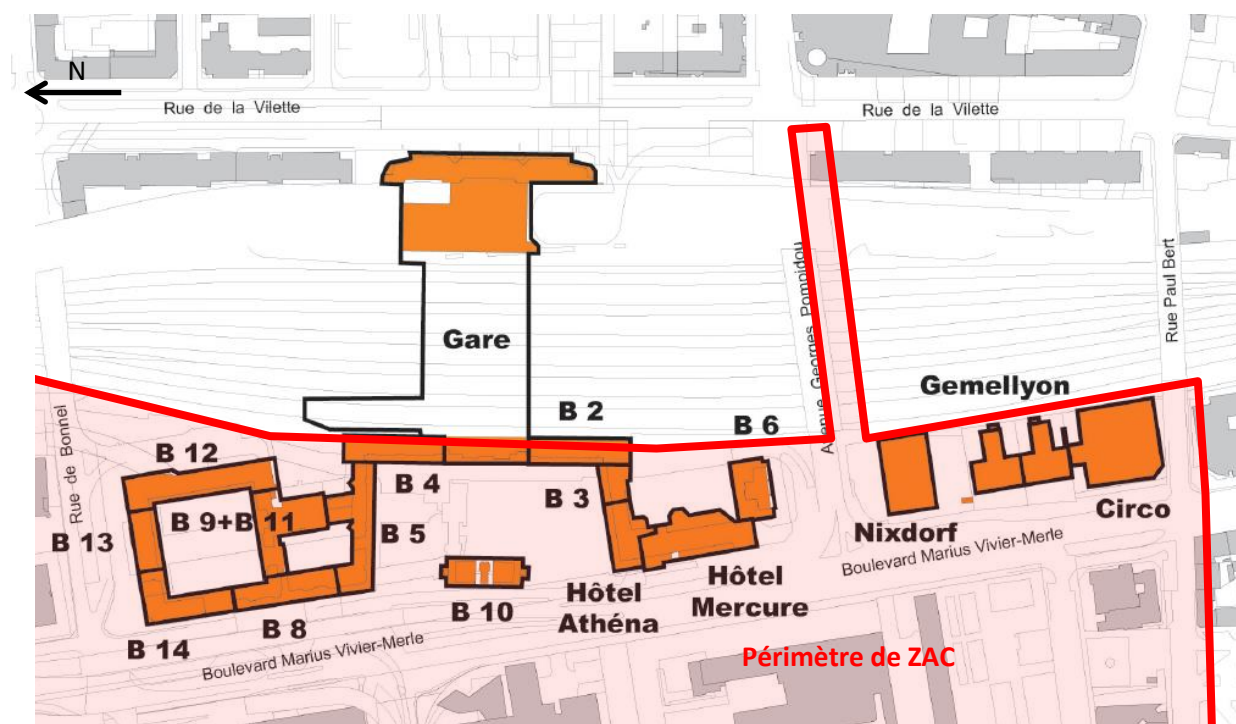 N
Rue de la Vilette
Rue de la Vilette
Avenue Georges Pompidou
Rue Paul Bert
Gare
Gemellyon
B 2
B 6
Rue de Bonnel
B 12
B 4
B 3
B 9+B 11
B 5
B 13
Nixdorf
Circo
Boulevard Marius Vivier-Merle
B 10
Hôtel
Athéna
Hôtel
Mercure
B 8
B 14
Boulevard Marius Vivier-Merle
Périmètre de ZAC